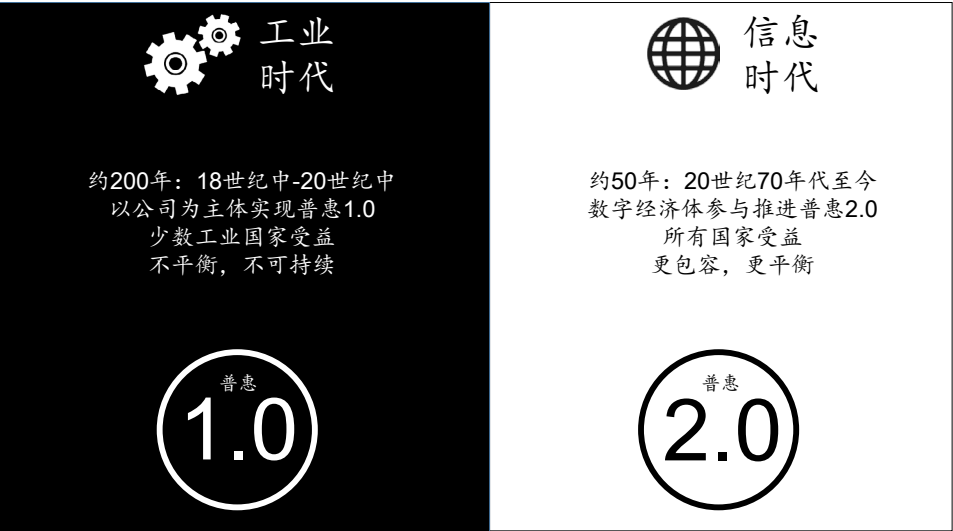 工业
时代
约200年：18世纪中-20世纪中
以公司为主体实现普惠1.0
少数工业国家受益
不平衡，不可持续
普惠
1.0
信息
时代
约50年：20世纪70年代至今
数字经济体参与推进普惠2.0
所有国家受益
更包容，更平衡
普惠
2.0